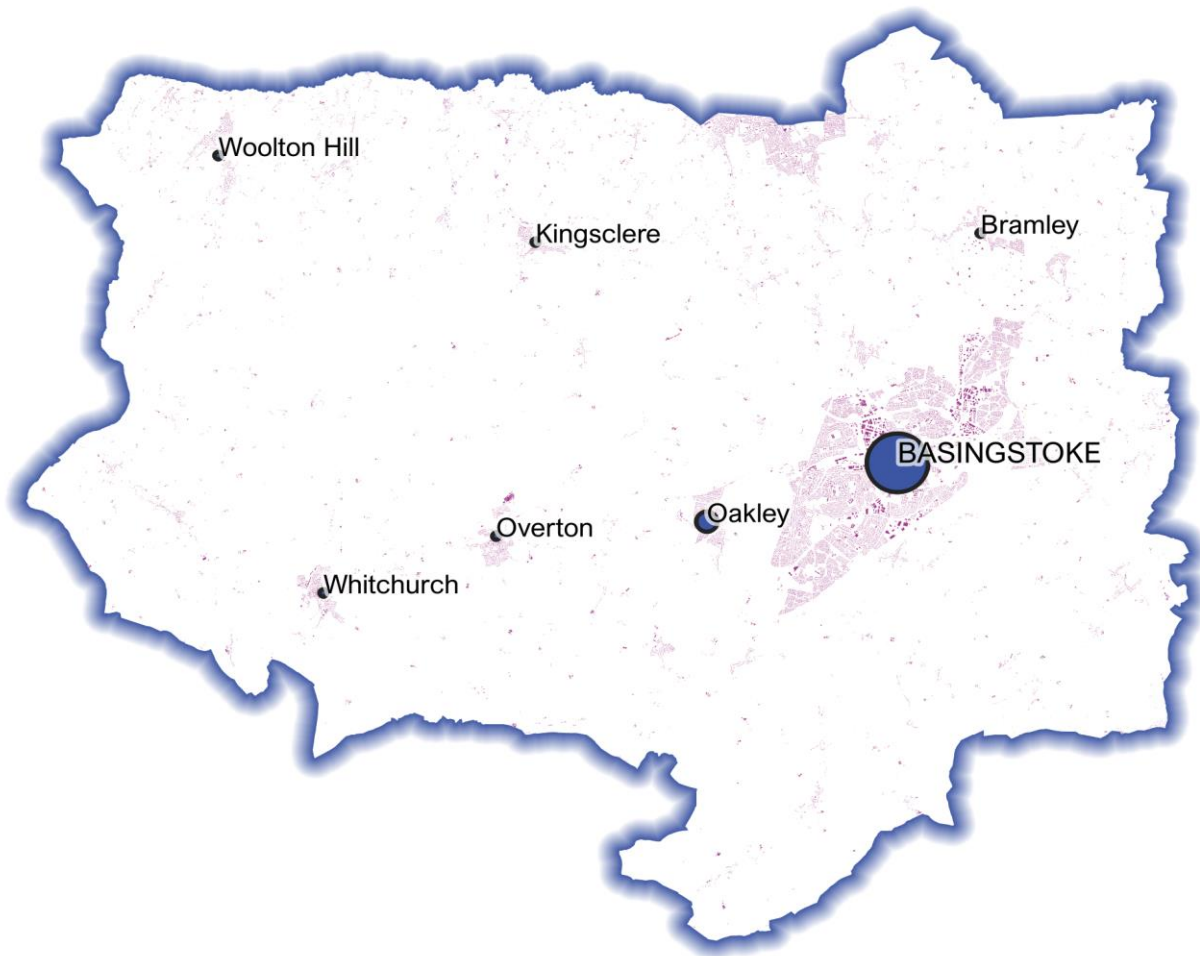 Woolton Hill
Kingsclere
Bramley
BASINGSTOKE
Oakley
Overton
Whitchurch